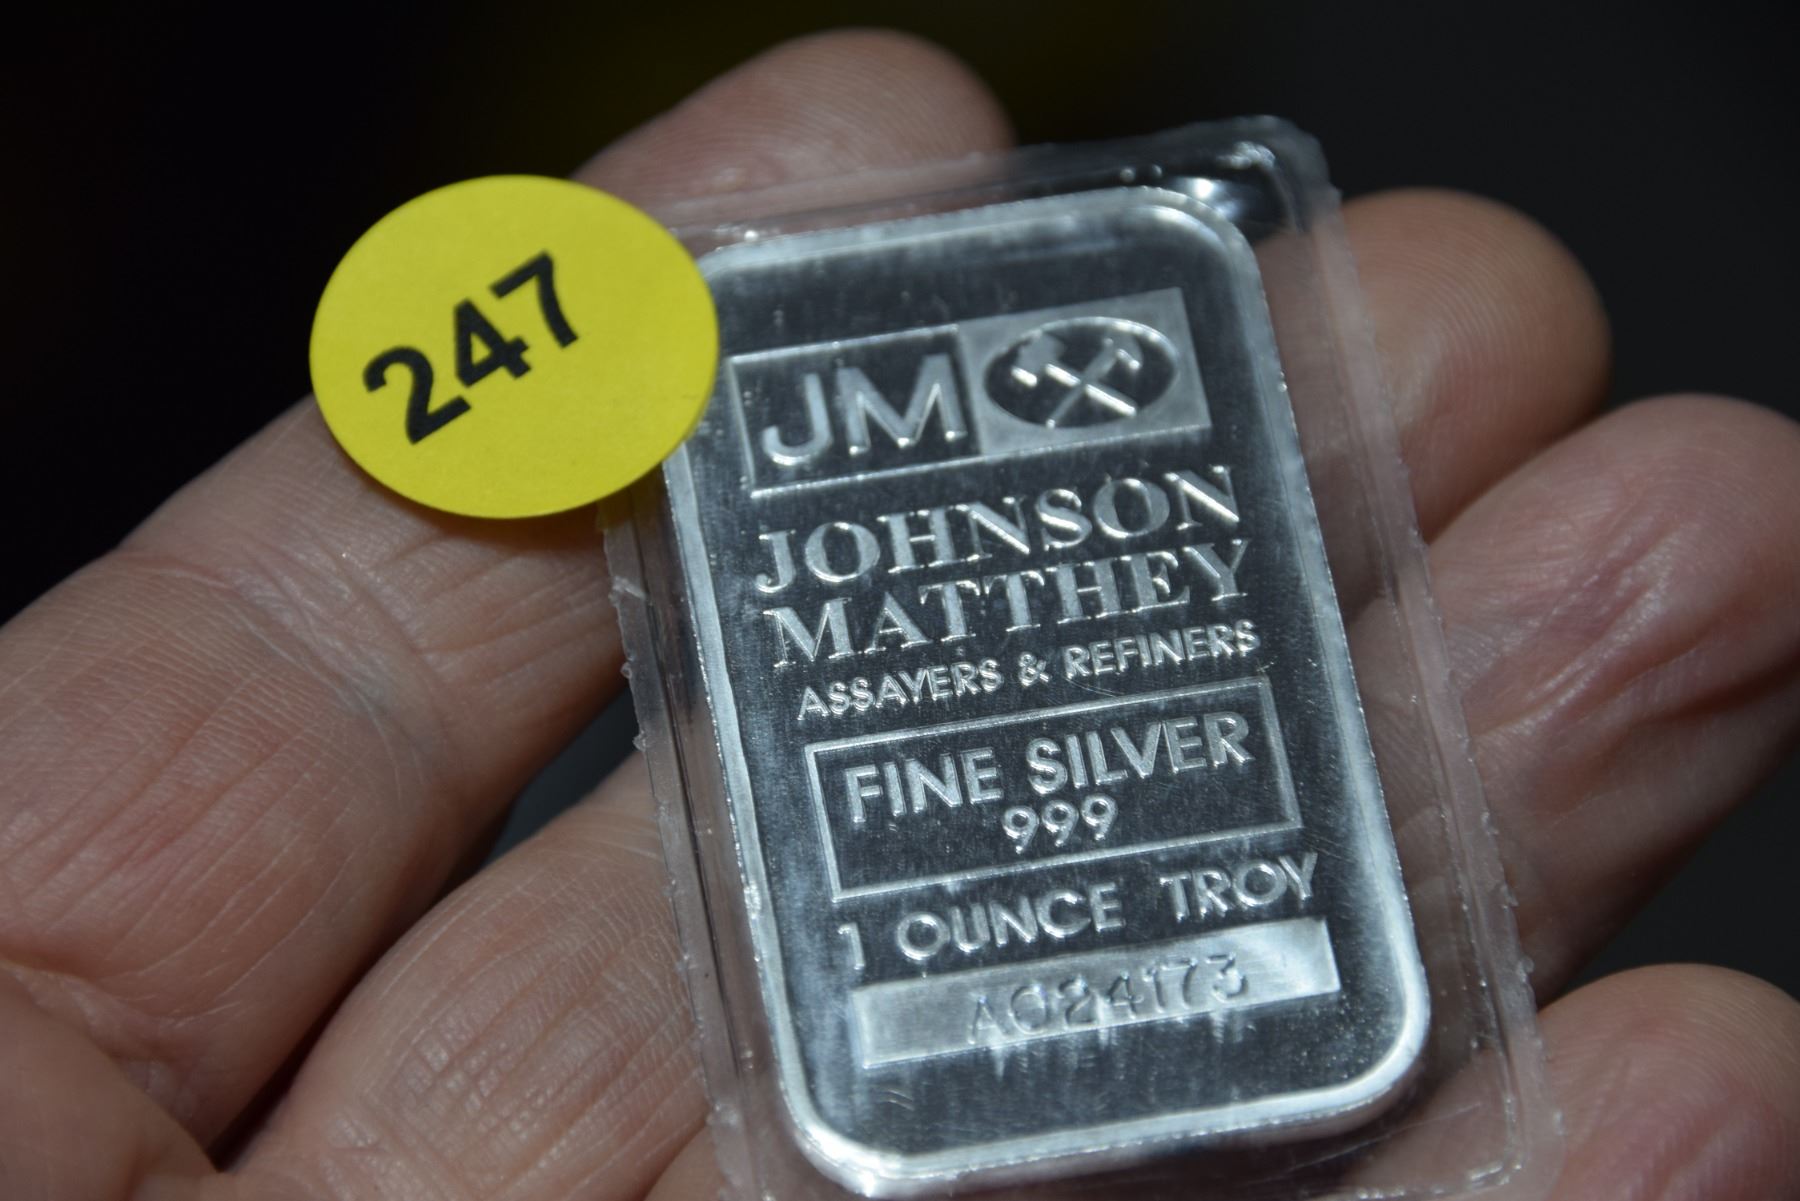 247
JM
JOHNSON
MATTHEY
ASSAYERS & REFINERS
FINE SILVER
999
1 OUNCE TROY
A024173